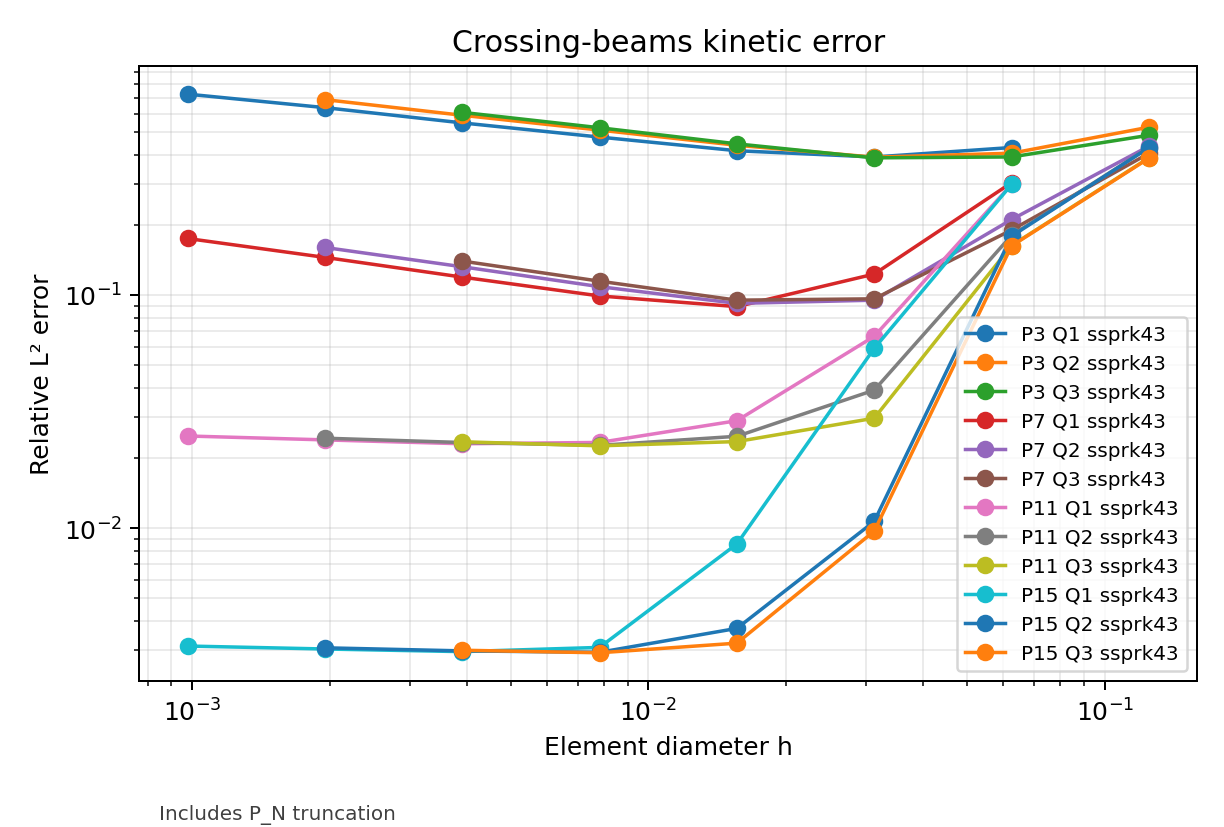 Crossing-beams kinetic error
Relative L² error
10⁻¹
10⁻²
P3 Q1 ssprk43
P3 Q2 ssprk43
P3 Q3 ssprk43
P7 Q1 ssprk43
P7 Q2 ssprk43
P7 Q3 ssprk43
P11 Q1 ssprk43
P11 Q2 ssprk43
P11 Q3 ssprk43
P15 Q1 ssprk43
P15 Q2 ssprk43
P15 Q3 ssprk43
10⁻³ 10⁻² 10⁻¹
Element diameter h
Includes P_N truncation